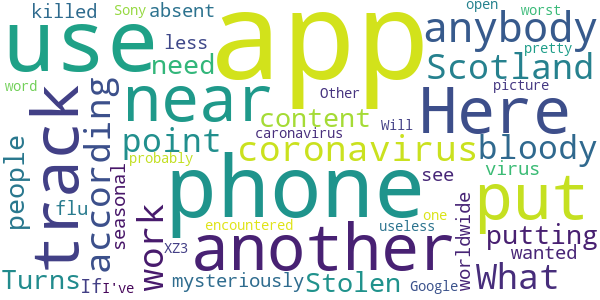 killed Sony absent open worst
use app anybody pretty
less
word need near Scotland
track according Here picture
Other
point content Will
caronavirus
people coronavirus bloody
probably see virus
flu seasonal phone put
work another encountered useless one worldwide putting
XZ3 wanted
Turns If I've mysteriously Stolen Google What